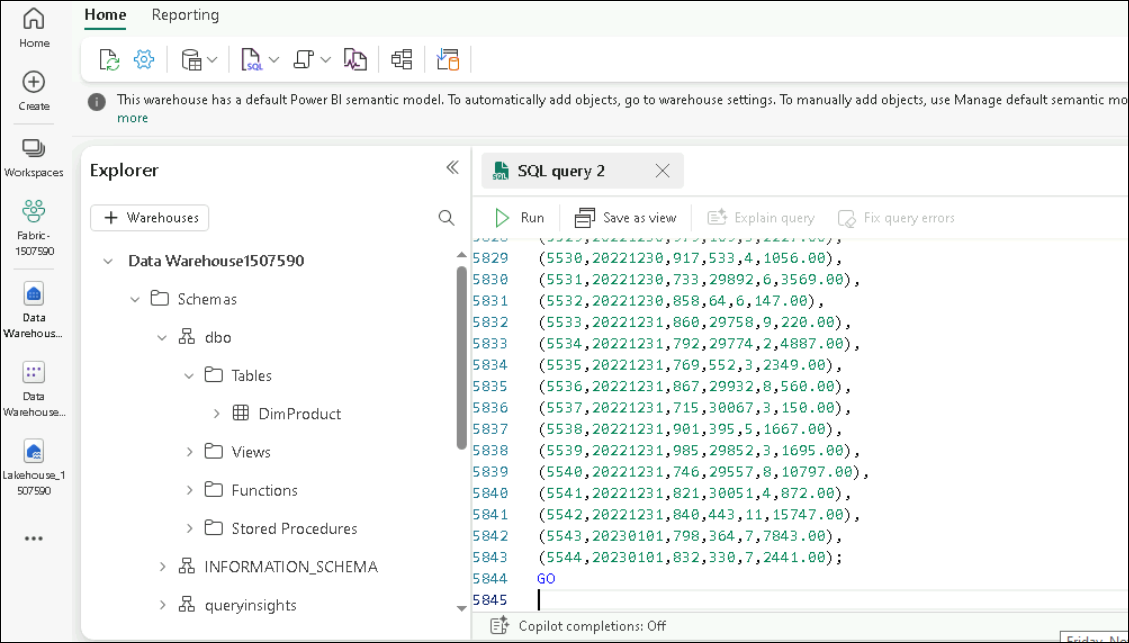 Home
Reporting
Home
Create
Workspaces
Fabric-
1507590
Data
Warehous...
Data
Warehouse...
Lakehouse_1
507590
SQL
This warehouse has a default Power BI semantic model. To automatically add objects, go to warehouse settings. To manually add objects, use Manage default semantic mo
more
Explorer
+ Warehouses
Data Warehouse1507590
Schemas
dbo
Tables
DimProduct
Views
Functions
Stored Procedures
INFORMATION_SCHEMA
queryinsights
SQL
SQL query 2
Run
Save as view
Explain query
Fix query errors
5829 (5530,20221230,917,533,4,1056.00),
5830 (5531,20221230,733,29892,6,3569.00),
5831 (5532,20221230,858,64,6,147.00),
5832 (5533,20221231,860,29758,9,220.00),
5833 (5534,20221231,792,29774,2,4887.00),
5834 (5535,20221231,769,552,3,2349.00),
5835 (5536,20221231,867,29932,8,560.00),
5836 (5537,20221231,715,30067,3,150.00),
5837 (5538,20221231,901,395,5,1667.00),
5838 (5539,20221231,985,29852,3,1695.00),
5839 (5540,20221231,746,29557,8,10797.00),
5840 (5541,20221231,821,30051,4,872.00),
5841 (5542,20221231,840,443,11,15747.00),
5842 (5543,20230101,798,364,7,7843.00),
5843 (5544,20230101,832,330,7,2441.00);
5844 GO
5845
Copilot completions: Off